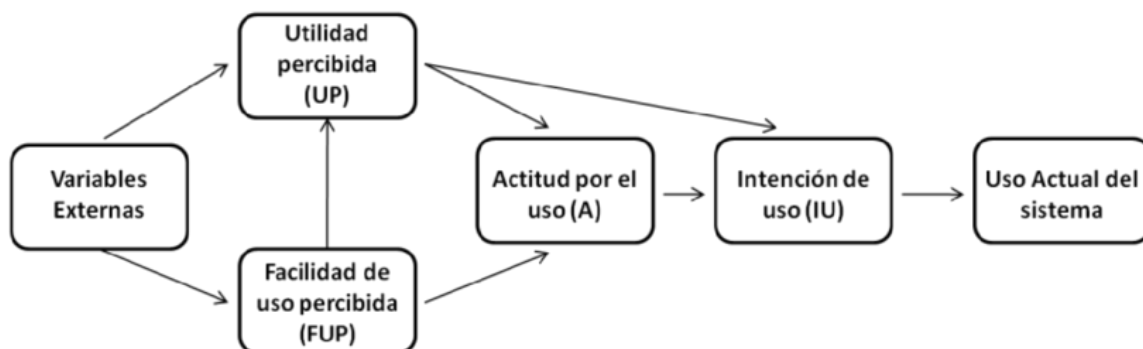 Utilidad
percibida
(UP)
Variables
Externas
Actitud por el
uso (A)
Intención de
uso (IU)
Uso Actual del
sistema
Facilidad de
uso percibida
(FUP)